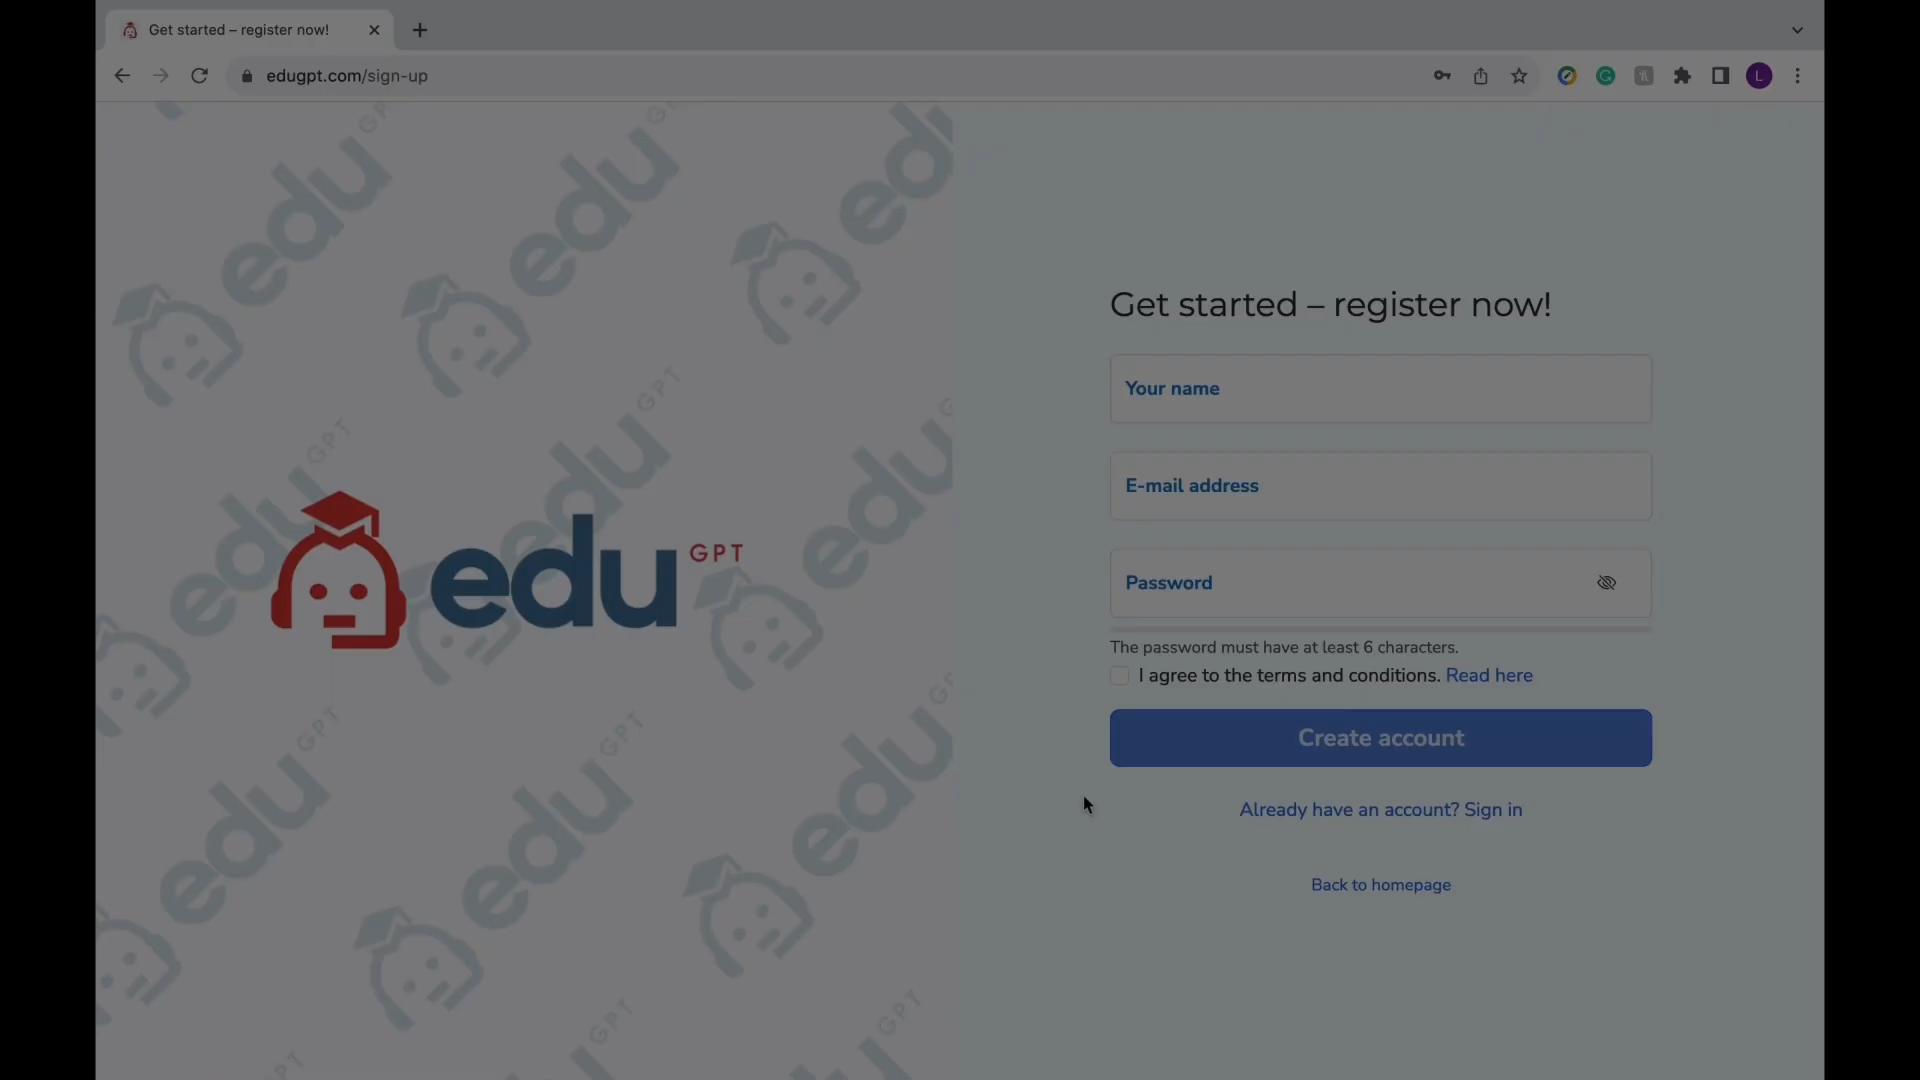 Get started – register now!
edugpt.com/sign-up
L
edu GPT
Get started – register now!
Your name
E-mail address
Password
The password must have at least 6 characters.
I agree to the terms and conditions. Read here
Create account
Already have an account? Sign in
Back to homepage